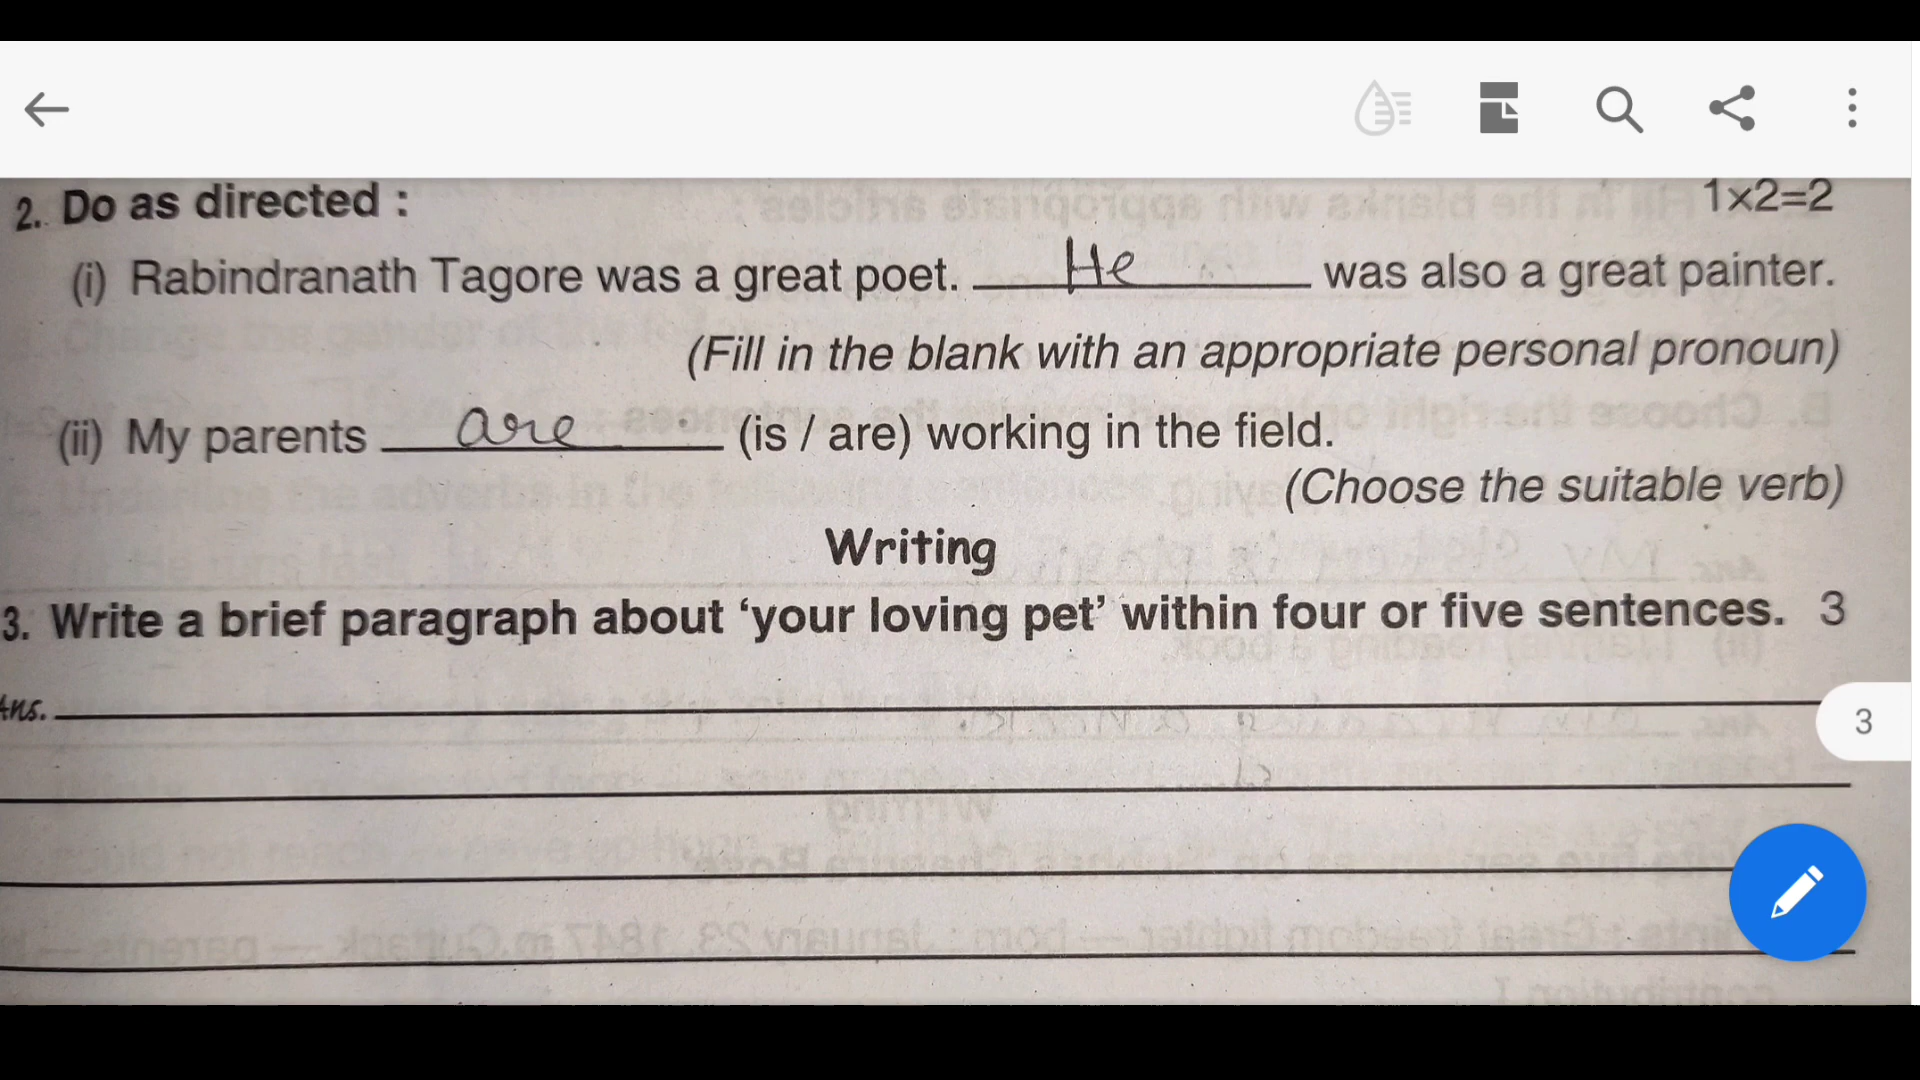 2. Do as directed : 1×2=2
(i) Rabindranath Tagore was a great poet. He was also a great painter.
(Fill in the blank with an appropriate personal pronoun)
(ii) My parents are (is / are) working in the field.
(Choose the suitable verb)
Writing
3. Write a brief paragraph about ‘your loving pet’ within four or five sentences. 3
Ans.
3